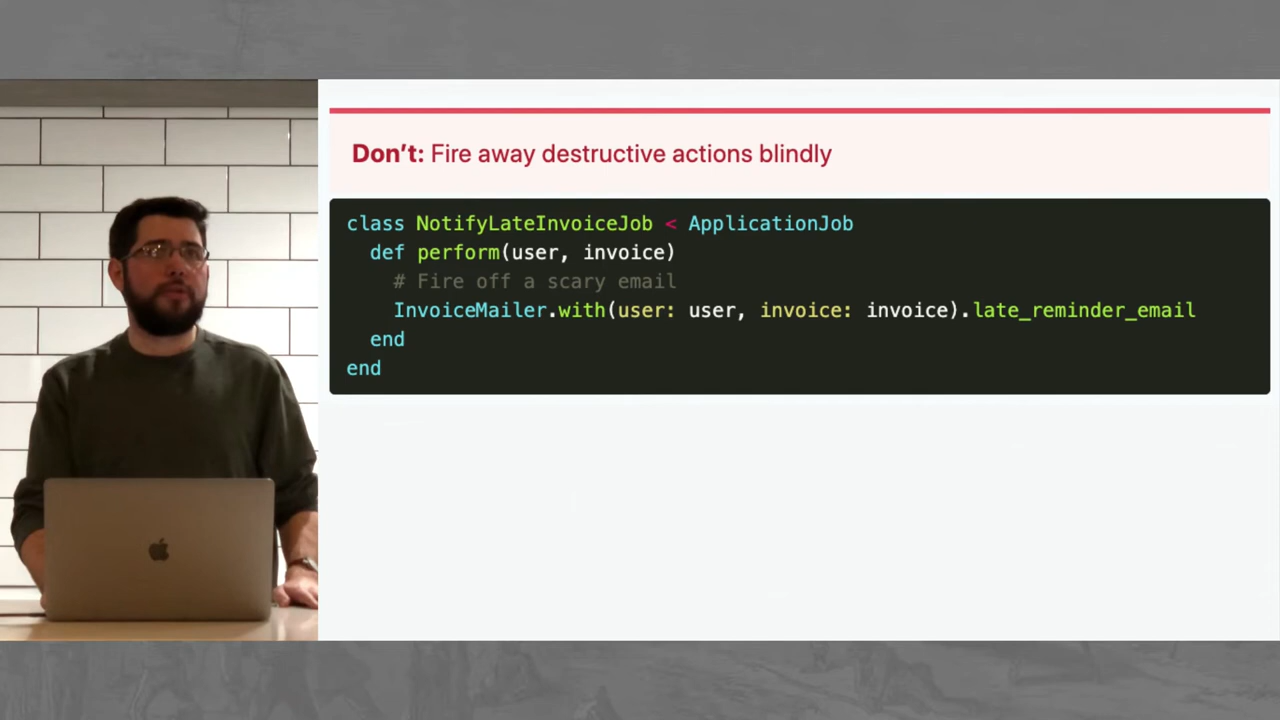 Don't: Fire away destructive actions blindly
class NotifyLateInvoiceJob < ApplicationJob
  def perform(user, invoice)
    # Fire off a scary email
    InvoiceMailer.with(user: user, invoice: invoice).late_reminder_email
  end
end